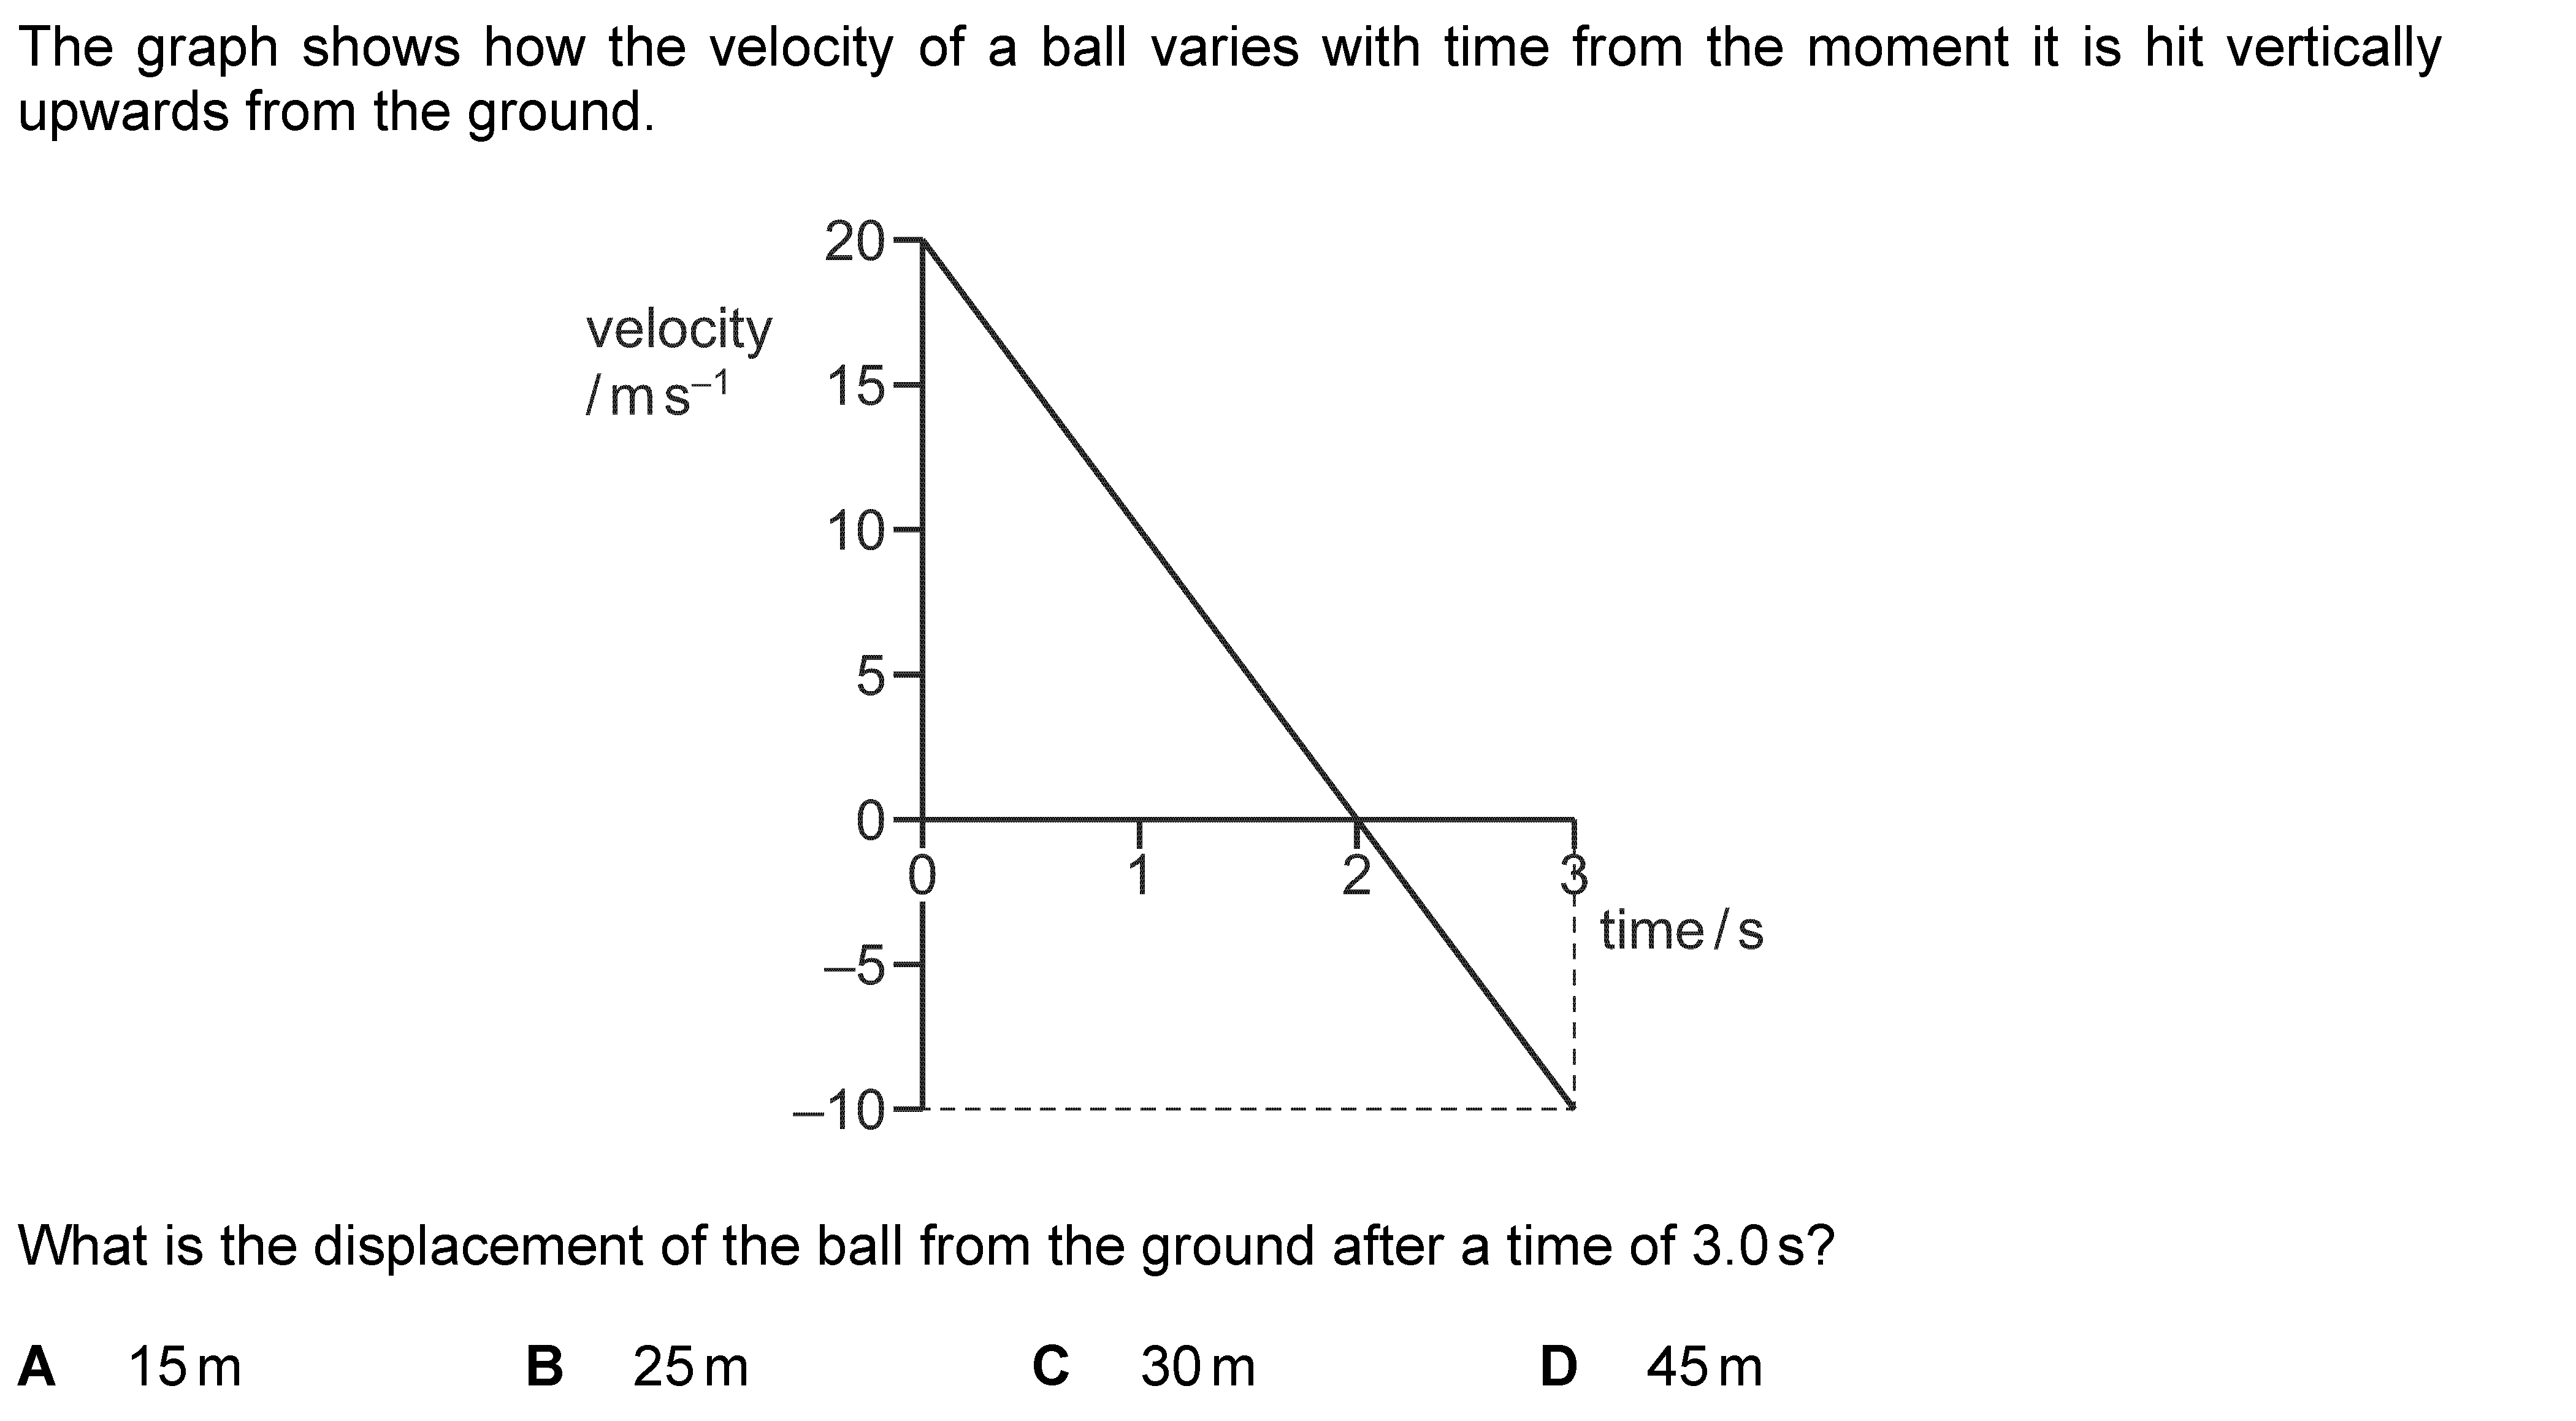 The graph shows how the velocity of a ball varies with time from the moment it is hit vertically
upwards from the ground.
20
velocity
/ m s⁻¹
15
10
5
0
0 1 2 3
time / s
–5
–10
What is the displacement of the ball from the ground after a time of 3.0 s?
A 15 m B 25 m C 30 m D 45 m